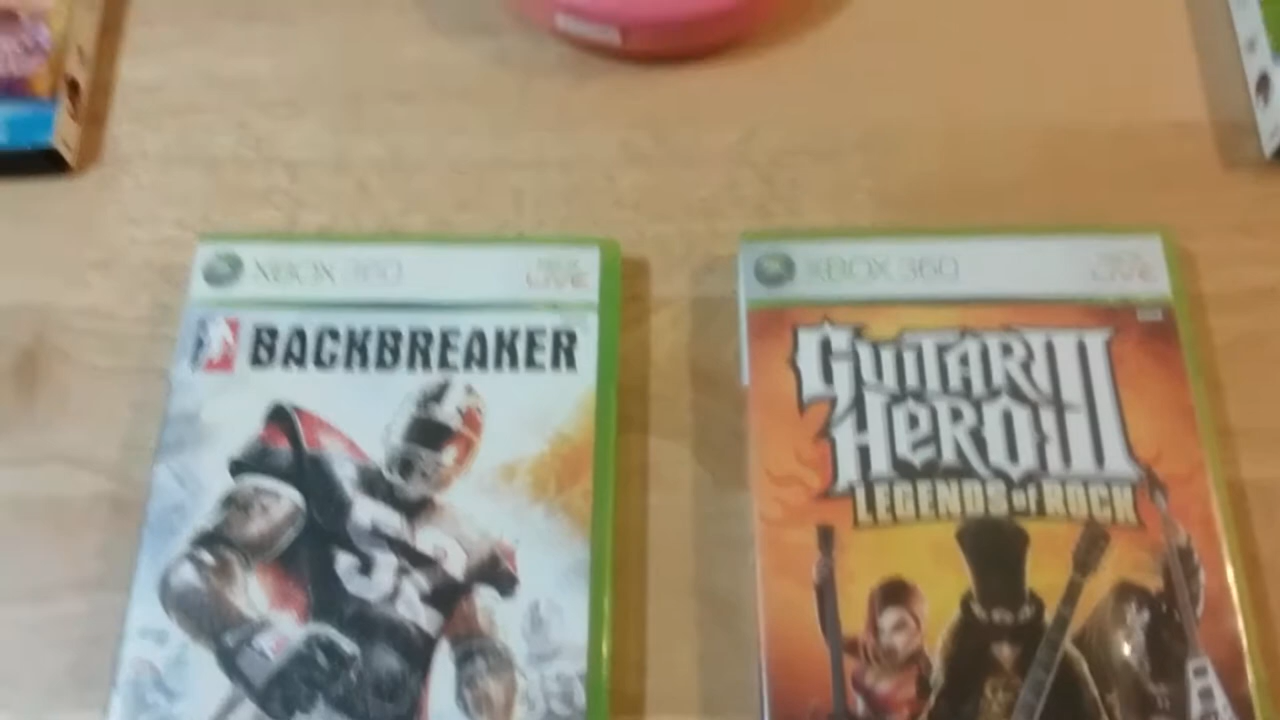 XBOX 360
LIVE
BACKBREAKER
52
XBOX 360
LIVE
GUITAR
HERO III
LEGENDS of ROCK